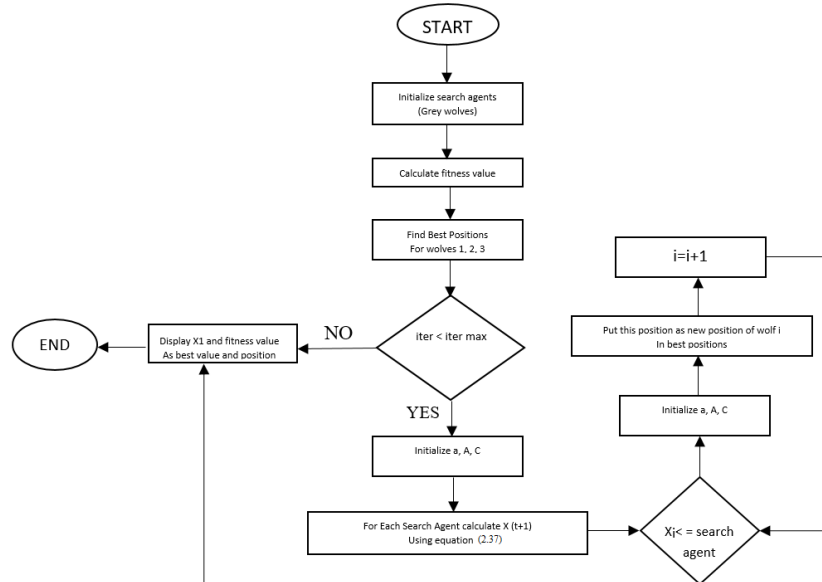 START
Initialize search agents
(Grey wolves)
Calculate fitness value
Find Best Positions
For wolves 1, 2, 3
iter < iter max
NO
Display X1 and fitness value
As best value and position
END
YES
Initialize a, A, C
For Each Search Agent calculate X (t+1)
Using equation (2.37)
Xi< = search
agent
Initialize a, A, C
Put this position as new position of wolf i
In best positions
i=i+1